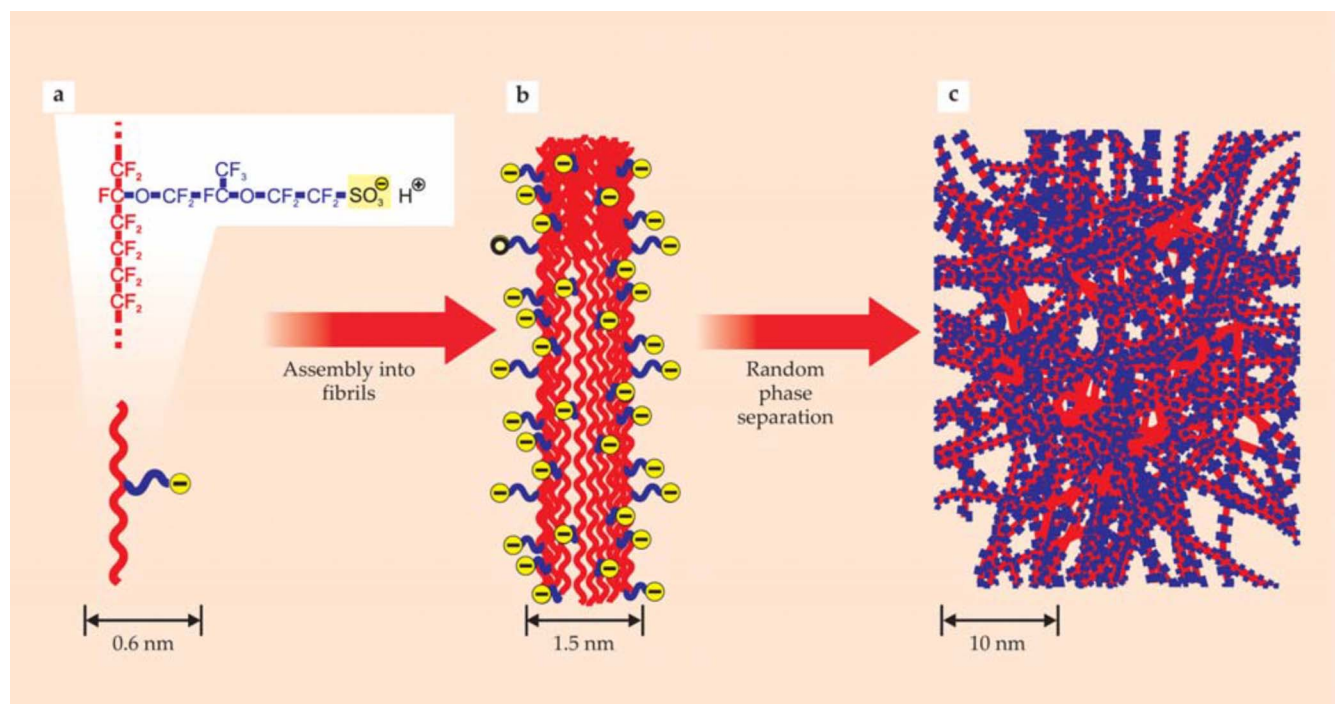 a
b
c
CF₂
CF₃
FC–O–CF₂–FC–O–CF₂–CF₂–SO₃⊖ H⊕
CF₂
CF₂
CF₂
CF₂
Assembly into
fibrils
Random
phase
separation
0.6 nm
1.5 nm
10 nm